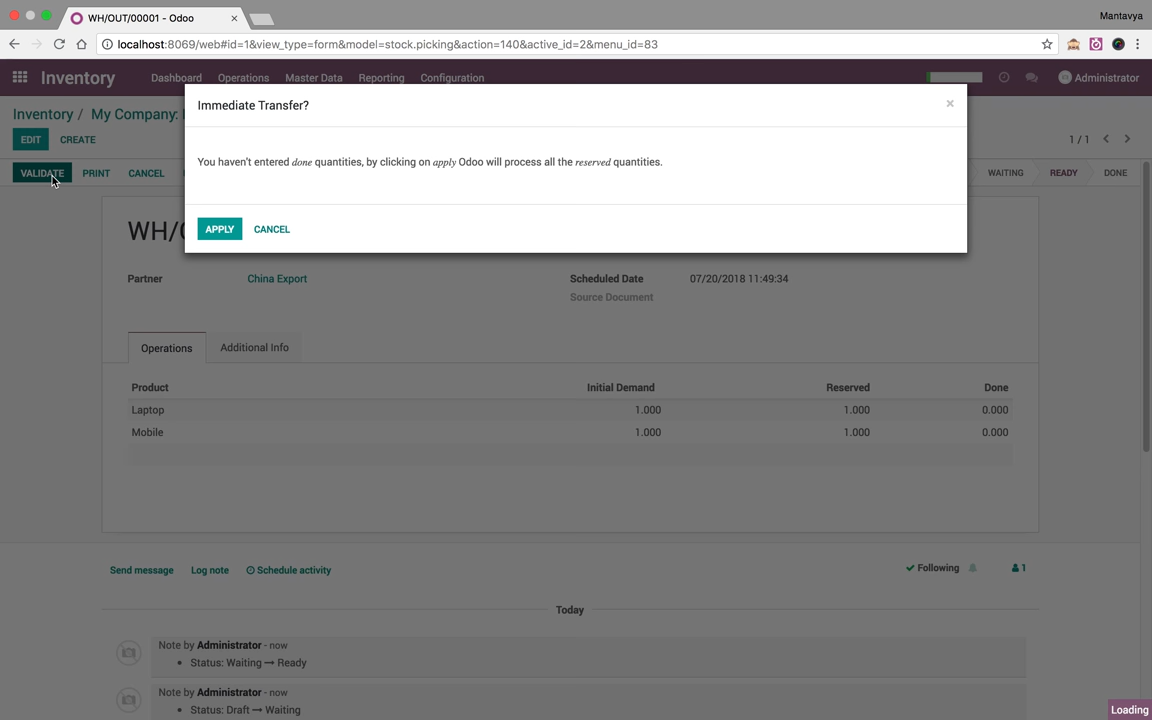 WH/OUT/00001 - Odoo
Mantavya
localhost:8069/web#id=1&view_type=form&model=stock.picking&action=140&active_id=2&menu_id=83
Inventory Dashboard Operations Master Data Reporting Configuration Administrator
Inventory / My Company:
Immediate Transfer? ×
EDIT CREATE 1 / 1
You haven't entered done quantities, by clicking on apply Odoo will process all the reserved quantities.
VALIDATE PRINT CANCEL WAITING READY DONE
APPLY CANCEL
WH/
Partner China Export Scheduled Date 07/20/2018 11:49:34
Source Document
Operations Additional Info
Product Initial Demand Reserved Done
Laptop 1.000 1.000 0.000
Mobile 1.000 1.000 0.000
Send message Log note Schedule activity Following 1
Today
Note by Administrator - now
• Status: Waiting → Ready
Note by Administrator - now
• Status: Draft → Waiting
Loading